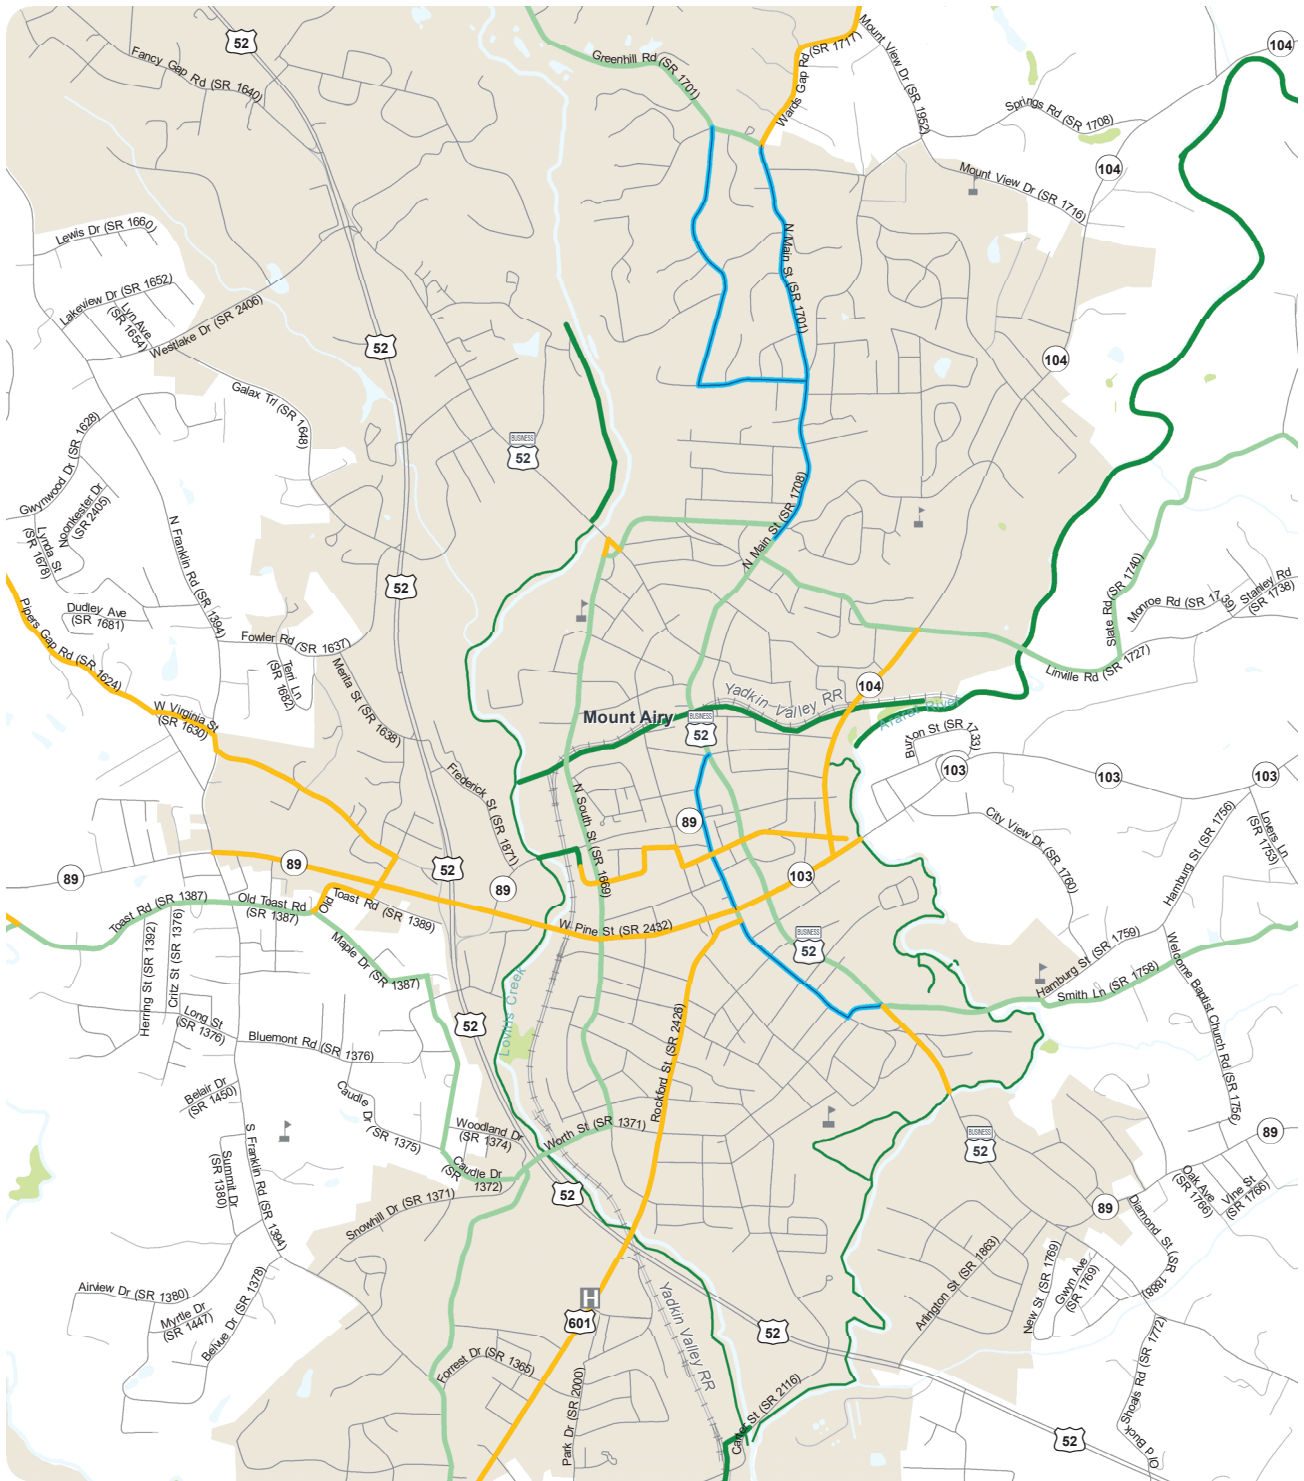 52
Fancy Gap Rd (SR 1640)
Greenhill Rd (SR 1701)
Wards Gap Rd (SR 1717)
Mount View Dr (SR 1952)
104
Springs Rd (SR 1708)
104
Mount View Dr (SR 1716)
Lewis Dr (SR 1660)
N Main St (SR 1701)
Lakeview Dr (SR 1652)
Lyn Ave
(SR 1654)
Westlake Dr (SR 2406)
52
104
Galax Trl (SR 1648)
Gwynwood Dr (SR 1628)
BUSINESS
52
Noonkester Dr
(SR 2405)
Lynda St
(SR 1678)
N Franklin Rd (SR 1394)
N Main St (SR 1708)
52
Slate Rd (SR 1740)
Monroe Rd (SR 1739)
Stanley Rd
(SR 1738)
Dudley Ave
(SR 1681)
Pipers Gap Rd (SR 1624)
Fowler Rd (SR 1637)
Terri Ln
(SR 1682)
Merita St (SR 1638)
Linville Rd (SR 1727)
104
Yadkin Valley RR
W Virginia St
(SR 1630)
Mount Airy
BUSINESS
52
Ararat River
Burton St (SR 1733)
103
103
103
Frederick St (SR 1871)
N South St (SR 1669)
89
City View Dr (SR 1760)
Hamburg St (SR 1756)
Lovers Ln
(SR 1753)
89
89
52
89
103
Toast Rd (SR 1387)
Old Toast Rd
(SR 1387)
Old Toast Rd (SR 1389)
W Pine St (SR 2432)
Herring St (SR 1392)
Critz St (SR 1376)
Maple Dr (SR 1387)
BUSINESS
52
Hamburg St (SR 1759)
Smith Ln (SR 1758)
Welcome Baptist Church Rd (SR 1756)
Lovills Creek
Long St
(SR 1376)
52
Bluemont Rd (SR 1376)
Rockford St (SR 2426)
Belair Dr
(SR 1450)
Caudle Dr (SR 1375)
Woodland Dr
(SR 1374)
Worth St (SR 1371)
BUSINESS
52
89
S Franklin Rd (SR 1394)
Summit Dr
(SR 1380)
Caudle Dr
(SR 1372)
Snowhill Dr (SR 1371)
52
Oak Ave
(SR 1766)
Vine St
(SR 1766)
89
Diamond St (SR 1888)
Airview Dr (SR 1380)
Myrtle Dr
(SR 1447)
Belvue Dr (SR 1378)
Arlington St (SR 1863)
New St (SR 1769)
Gwyn Ave
(SR 1769)
H
601
52
Yadkin Valley RR
Forrest Dr (SR 1365)
Park Dr (SR 2000)
Carter St (SR 2116)
Old Buck Shoals Rd (SR 1772)
52